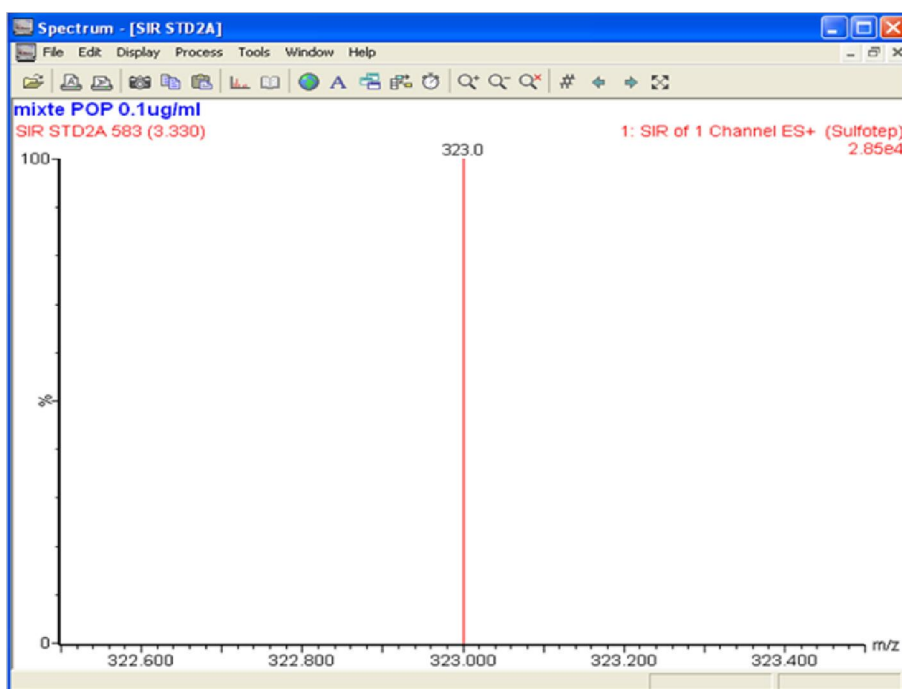 Spectrum - [SIR STD2A]
File Edit Display Process Tools Window Help
mixte POP 0.1ug/ml
SIR STD2A 583 (3.330)
1: SIR of 1 Channel ES+ (Sulfotep)
2.85e4
323.0
100
%
0
322.600 322.800 323.000 323.200 323.400 m/z